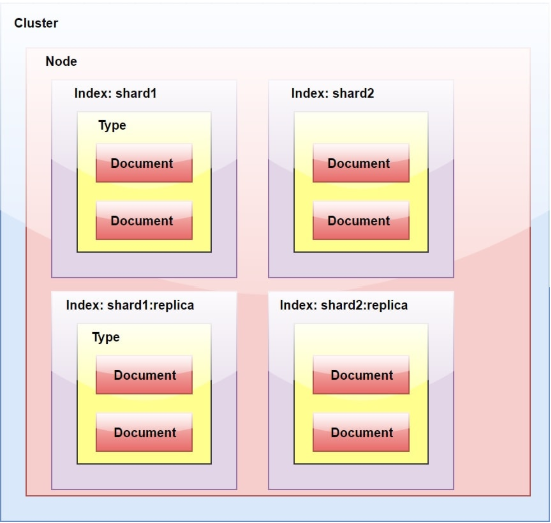 Cluster
Node
Index: shard1
Type
Document
Document
Index: shard2
Document
Document
Index: shard1:replica
Type
Document
Document
Index: shard2:replica
Document
Document